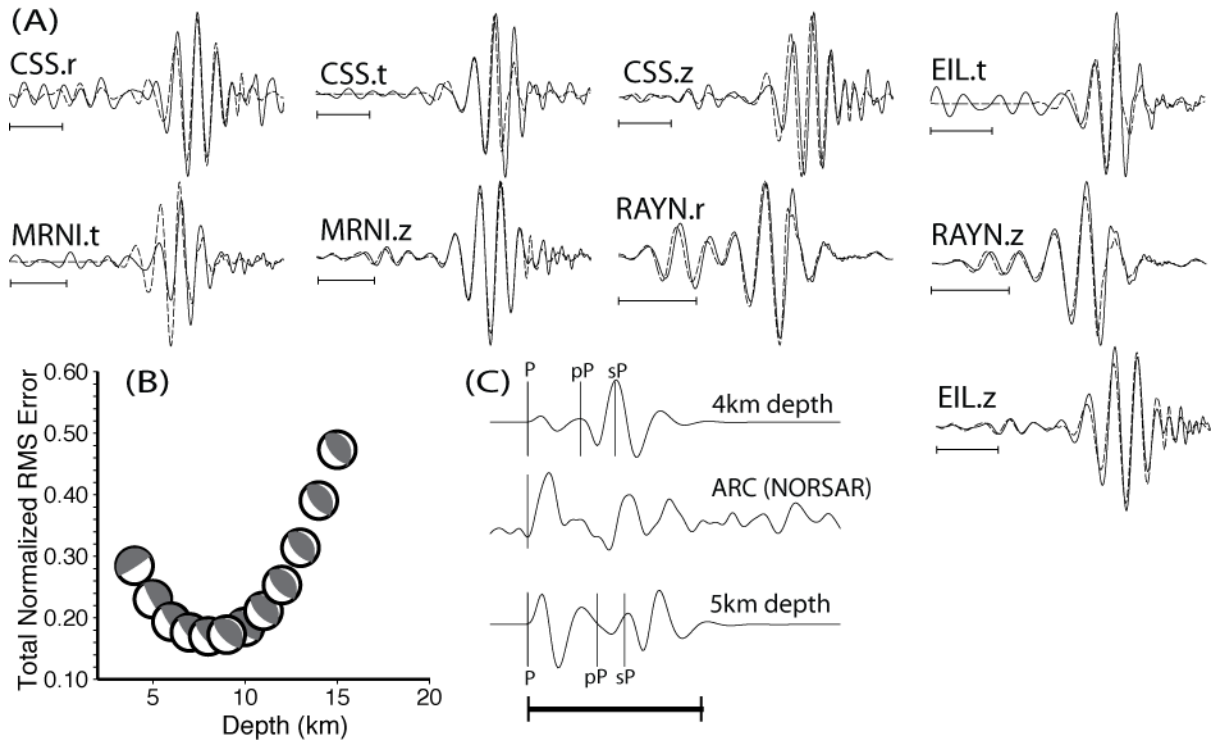 (A)
CSS.r
CSS.t
CSS.z
EIL.t
MRNI.t
MRNI.z
RAYN.r
RAYN.z
EIL.z
(B)
Total Normalized RMS Error
0.60
0.50
0.40
0.30
0.20
0.10
5 10 15 20
Depth (km)
(C)
P pP sP
4km depth
ARC (NORSAR)
5km depth
P pP sP